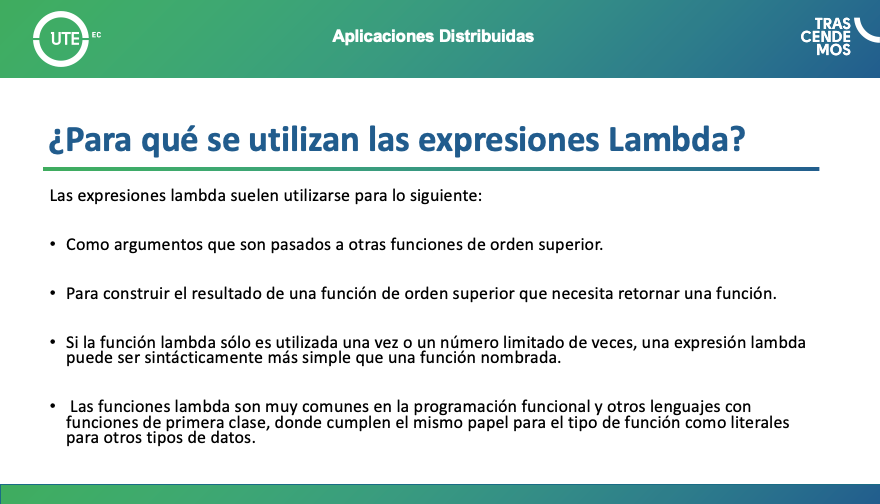 UTE EC
Aplicaciones Distribuidas
TRAS
CENDE
MOS
¿Para qué se utilizan las expresiones Lambda?
Las expresiones lambda suelen utilizarse para lo siguiente:
• Como argumentos que son pasados a otras funciones de orden superior.
• Para construir el resultado de una función de orden superior que necesita retornar una función.
• Si la función lambda sólo es utilizada una vez o un número limitado de veces, una expresión lambda
puede ser sintácticamente más simple que una función nombrada.
• Las funciones lambda son muy comunes en la programación funcional y otros lenguajes con
funciones de primera clase, donde cumplen el mismo papel para el tipo de función como literales
para otros tipos de datos.